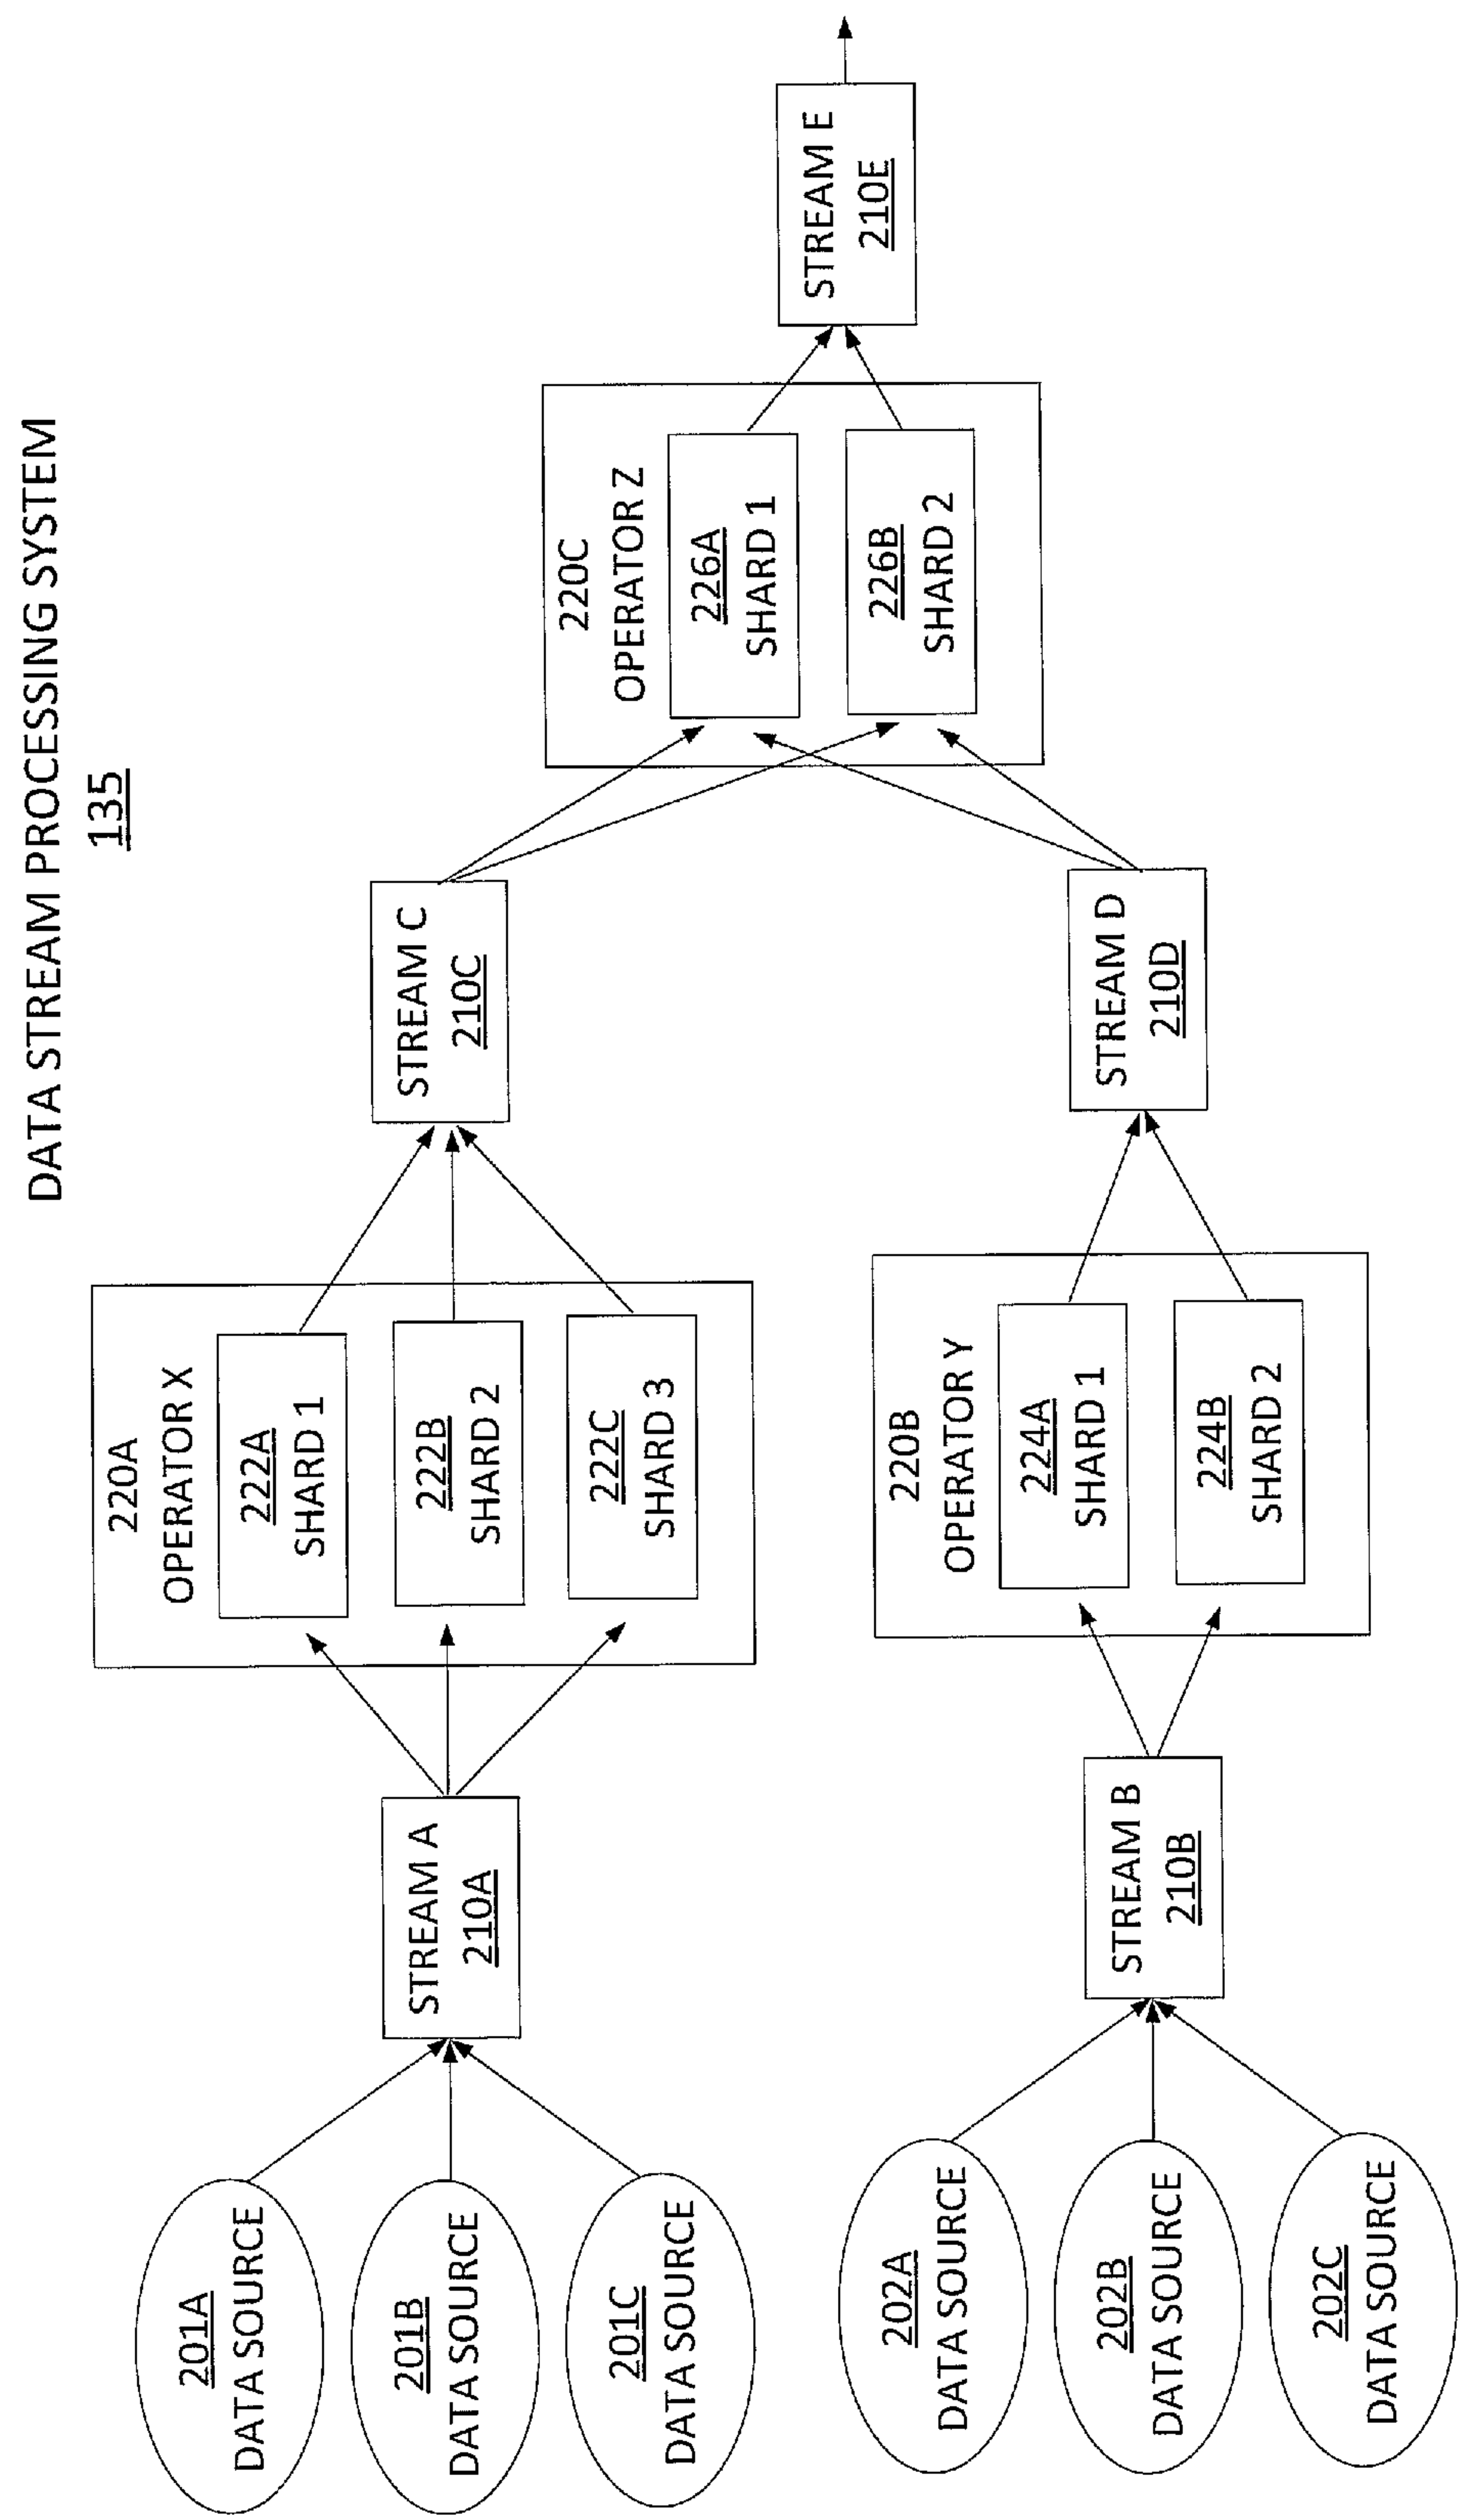 DATA STREAM PROCESSING SYSTEM
135
201A
DATA SOURCE
201B
DATA SOURCE
201C
DATA SOURCE
STREAM A
210A
220A
OPERATOR X
222A
SHARD 1
222B
SHARD 2
222C
SHARD 3
STREAM C
210C
202A
DATA SOURCE
202B
DATA SOURCE
202C
DATA SOURCE
STREAM B
210B
220B
OPERATOR Y
224A
SHARD 1
224B
SHARD 2
STREAM D
210D
220C
OPERATOR Z
226A
SHARD 1
226B
SHARD 2
STREAM E
210E